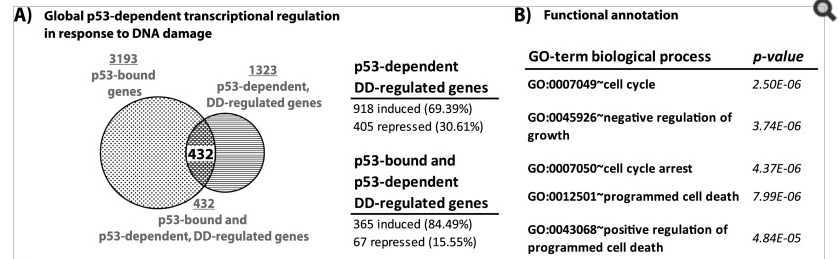 A) Global p53-dependent transcriptional regulation
in response to DNA damage
3193
p53-bound
genes
1323
p53-dependent,
DD-regulated genes
432
432
p53-bound and
p53-dependent, DD-regulated genes
p53-dependent
DD-regulated genes
918 induced (69.39%)
405 repressed (30.61%)
p53-bound and
p53-dependent
DD-regulated genes
365 induced (84.49%)
67 repressed (15.55%)
B) Functional annotation
GO-term biological process p-value
GO:0007049~cell cycle 2.50E-06
GO:0045926~negative regulation of
growth 3.74E-06
GO:0007050~cell cycle arrest 4.37E-06
GO:0012501~programmed cell death 7.99E-06
GO:0043068~positive regulation of
programmed cell death 4.84E-05